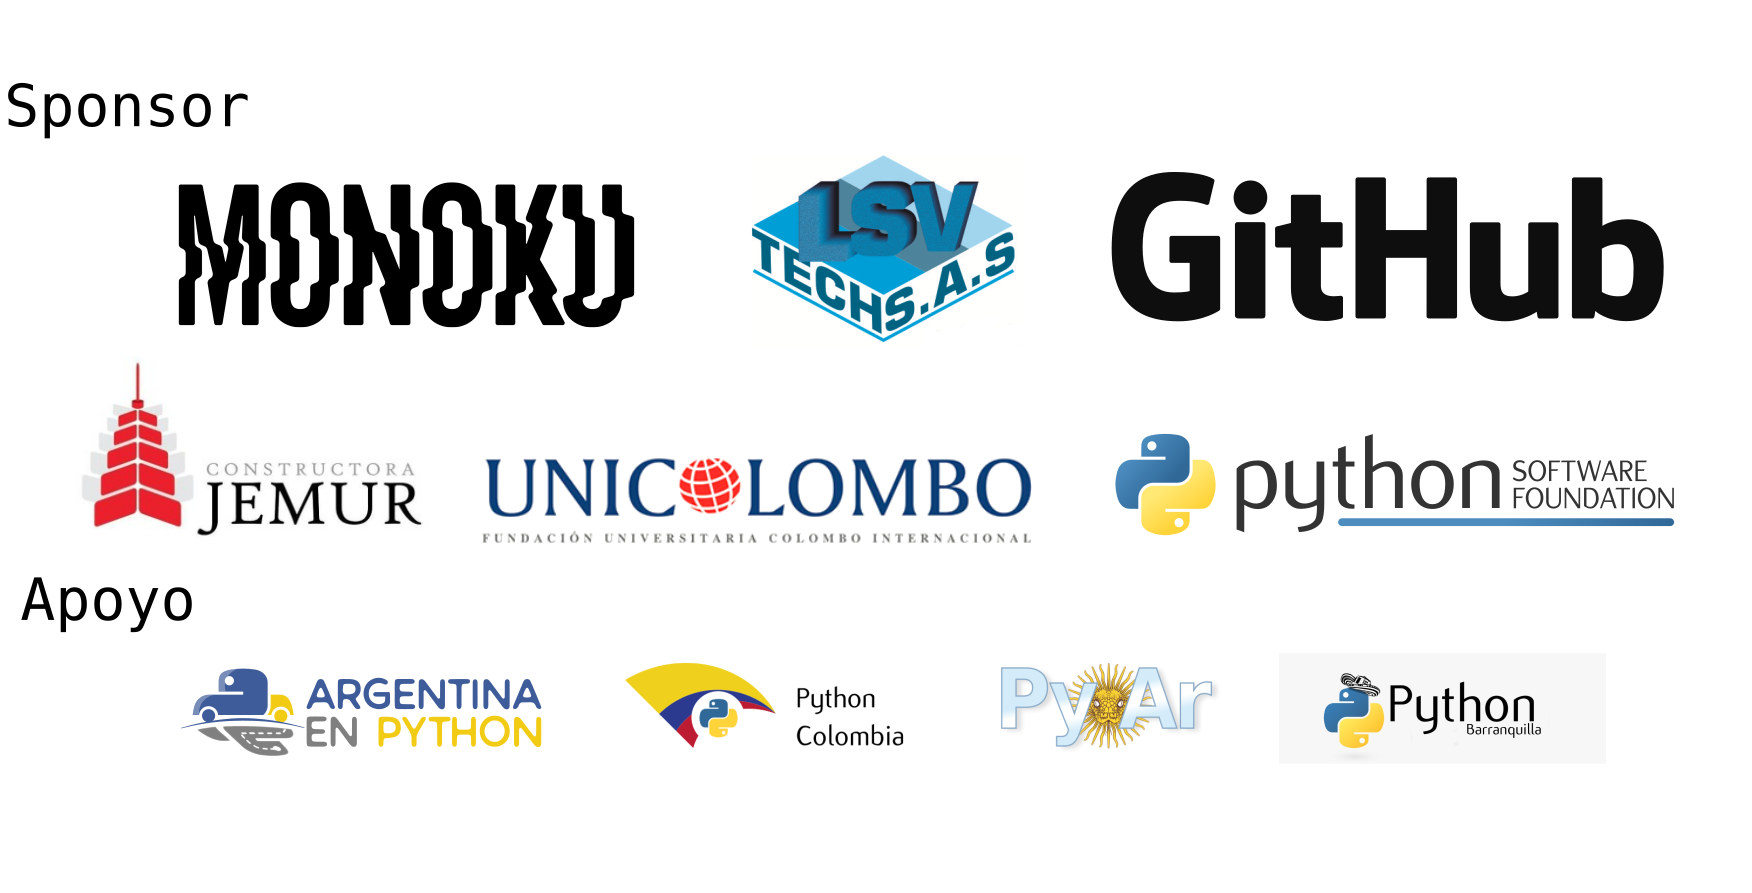 Sponsor
MONOKU
LSV
TECHS.A.S
GitHub
CONSTRUCTORA
JEMUR
UNICOLOMBO
FUNDACIÓN UNIVERSITARIA COLOMBO INTERNACIONAL
python
SOFTWARE
FOUNDATION
Apoyo
ARGENTINA
EN PYTHON
Python
Colombia
PyAr
Python
Barranquilla